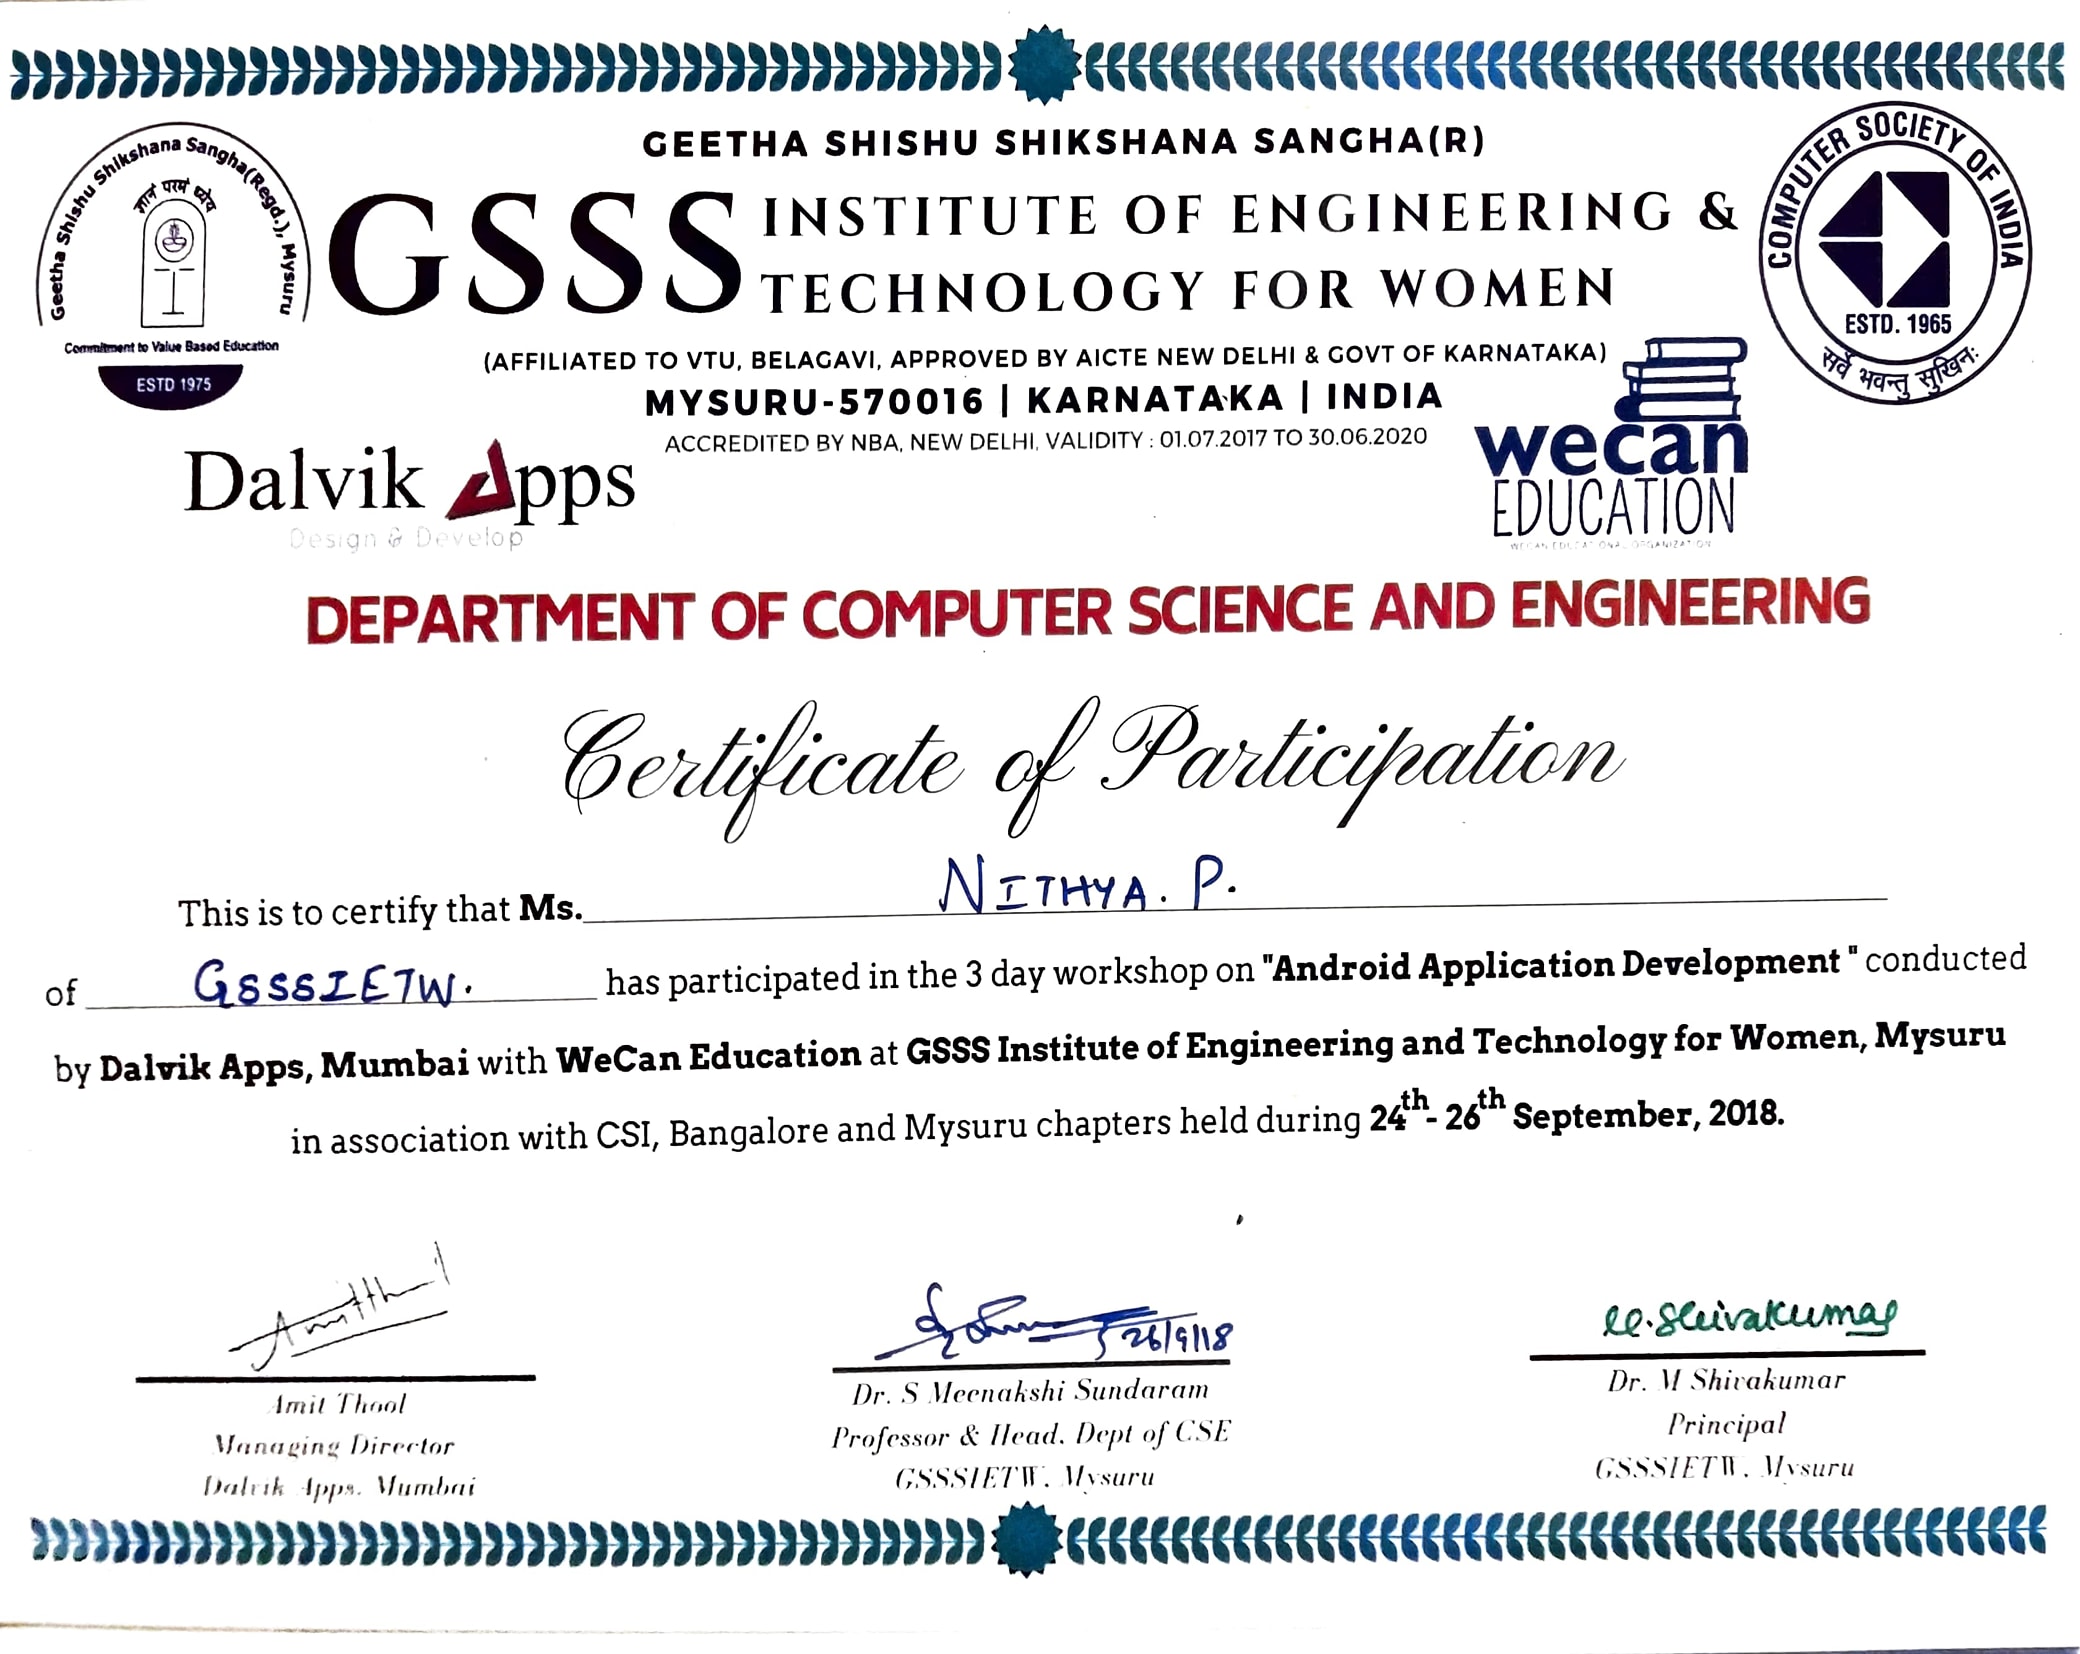 Geetha Shishu Shikshana Sangha(Regd.), Mysuru
ज्ञानं परमं ध्येय
Commitment to Value Based Education
ESTD 1975
GEETHA SHISHU SHIKSHANA SANGHA(R)
GSSS INSTITUTE OF ENGINEERING &
TECHNOLOGY FOR WOMEN
(AFFILIATED TO VTU, BELAGAVI, APPROVED BY AICTE NEW DELHI & GOVT OF KARNATAKA)
MYSURU-570016 | KARNATAKA | INDIA
ACCREDITED BY NBA, NEW DELHI, VALIDITY : 01.07.2017 TO 30.06.2020
COMPUTER SOCIETY OF INDIA
ESTD. 1965
सर्वे भवन्तु सुखिनः
Dalvik Apps
Design & Develop
wecan
EDUCATION
WECAN EDUCATIONAL ORGANIZATION
DEPARTMENT OF COMPUTER SCIENCE AND ENGINEERING
Certificate of Participation
This is to certify that Ms. NITHYA. P.
of GSSSIETW. has participated in the 3 day workshop on "Android Application Development " conducted
by Dalvik Apps, Mumbai with WeCan Education at GSSS Institute of Engineering and Technology for Women, Mysuru
in association with CSI, Bangalore and Mysuru chapters held during 24th- 26th September, 2018.
26/9/18
M.Shivakumar
Amit Thool
Managing Director
Dalvik Apps. Mumbai
Dr. S Meenakshi Sundaram
Professor & Head. Dept of CSE
GSSSIETW. Mysuru
Dr. M Shivakumar
Principal
GSSSIETW. Mysuru